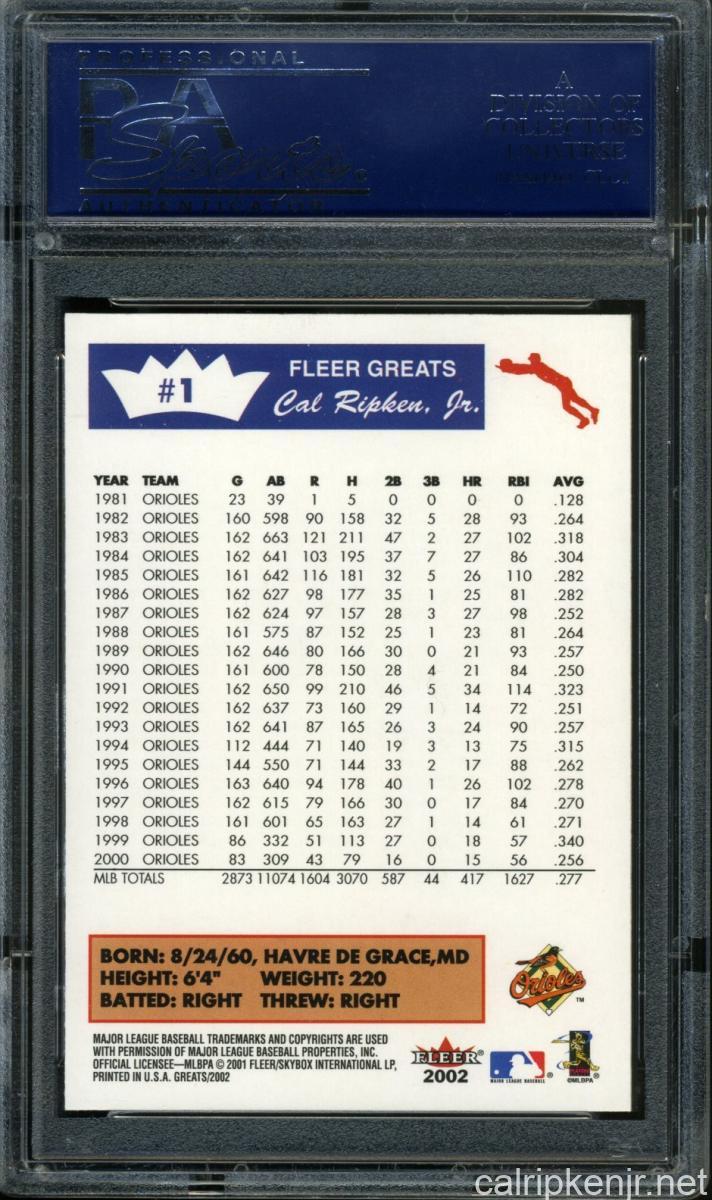 PROFESSIONAL
PSA
Sports
AUTHENTICATOR
A
DIVISION OF
COLLECTORS
UNIVERSE
#1
FLEER GREATS
Cal Ripken, Jr.
YEAR TEAM G AB R H 2B 3B HR RBI AVG
1981 ORIOLES 23 39 1 5 0 0 0 0 .128
1982 ORIOLES 160 598 90 158 32 5 28 93 .264
1983 ORIOLES 162 663 121 211 47 2 27 102 .318
1984 ORIOLES 162 641 103 195 37 7 27 86 .304
1985 ORIOLES 161 642 116 181 32 5 26 110 .282
1986 ORIOLES 162 627 98 177 35 1 25 81 .282
1987 ORIOLES 162 624 97 157 28 3 27 98 .252
1988 ORIOLES 161 575 87 152 25 1 23 81 .264
1989 ORIOLES 162 646 80 166 30 0 21 93 .257
1990 ORIOLES 161 600 78 150 28 4 21 84 .250
1991 ORIOLES 162 650 99 210 46 5 34 114 .323
1992 ORIOLES 162 637 73 160 29 1 14 72 .251
1993 ORIOLES 162 641 87 165 26 3 24 90 .257
1994 ORIOLES 112 444 71 140 19 3 13 75 .315
1995 ORIOLES 144 550 71 144 33 2 17 88 .262
1996 ORIOLES 163 640 94 178 40 1 26 102 .278
1997 ORIOLES 162 615 79 166 30 0 17 84 .270
1998 ORIOLES 161 601 65 163 27 1 14 61 .271
1999 ORIOLES 86 332 51 113 27 0 18 57 .340
2000 ORIOLES 83 309 43 79 16 0 15 56 .256
MLB TOTALS 2873 11074 1604 3070 587 44 417 1627 .277
BORN: 8/24/60, HAVRE DE GRACE,MD
HEIGHT: 6'4" WEIGHT: 220
BATTED: RIGHT THREW: RIGHT
Orioles ™
MAJOR LEAGUE BASEBALL TRADEMARKS AND COPYRIGHTS ARE USED
WITH PERMISSION OF MAJOR LEAGUE BASEBALL PROPERTIES, INC.
OFFICIAL LICENSEE—MLBPA © 2001 FLEER/SKYBOX INTERNATIONAL LP,
PRINTED IN U.S.A. GREATS/2002
FLEER®
2002
MAJOR LEAGUE BASEBALL ®
PLAYERS
©MLBPA
calripkenjr.net